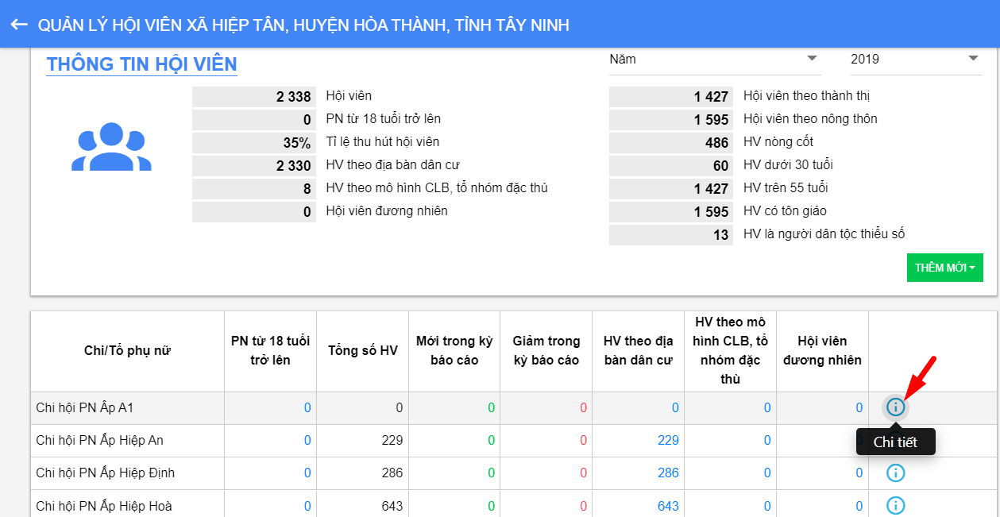 QUẢN LÝ HỘI VIÊN XÃ HIỆP TÂN, HUYỆN HÒA THÀNH, TỈNH TÂY NINH
THÔNG TIN HỘI VIÊN
Năm 2019
2 338 Hội viên
0 PN từ 18 tuổi trở lên
35% Tỉ lệ thu hút hội viên
2 330 HV theo địa bàn dân cư
8 HV theo mô hình CLB, tổ nhóm đặc thù
0 Hội viên đương nhiên
1 427 Hội viên theo thành thị
1 595 Hội viên theo nông thôn
486 HV nòng cốt
60 HV dưới 30 tuổi
1 427 HV trên 55 tuổi
1 595 HV có tôn giáo
13 HV là người dân tộc thiểu số
THÊM MỚI
Chi/Tổ phụ nữ
PN từ 18 tuổi
trở lên
Tổng số HV
Mới trong kỳ
báo cáo
Giảm trong
kỳ báo cáo
HV theo địa
bàn dân cư
HV theo mô
hình CLB, tổ
nhóm đặc
thù
Hội viên
đương nhiên
Chi hội PN Ấp A1 0 0 0 0 0 0 0
Chi tiết
Chi hội PN Ấp Hiệp An 0 229 0 0 229 0 0
Chi hội PN Ấp Hiệp Định 0 286 0 0 286 0 0
Chi hội PN Ấp Hiệp Hoà 0 643 0 0 643 0 0